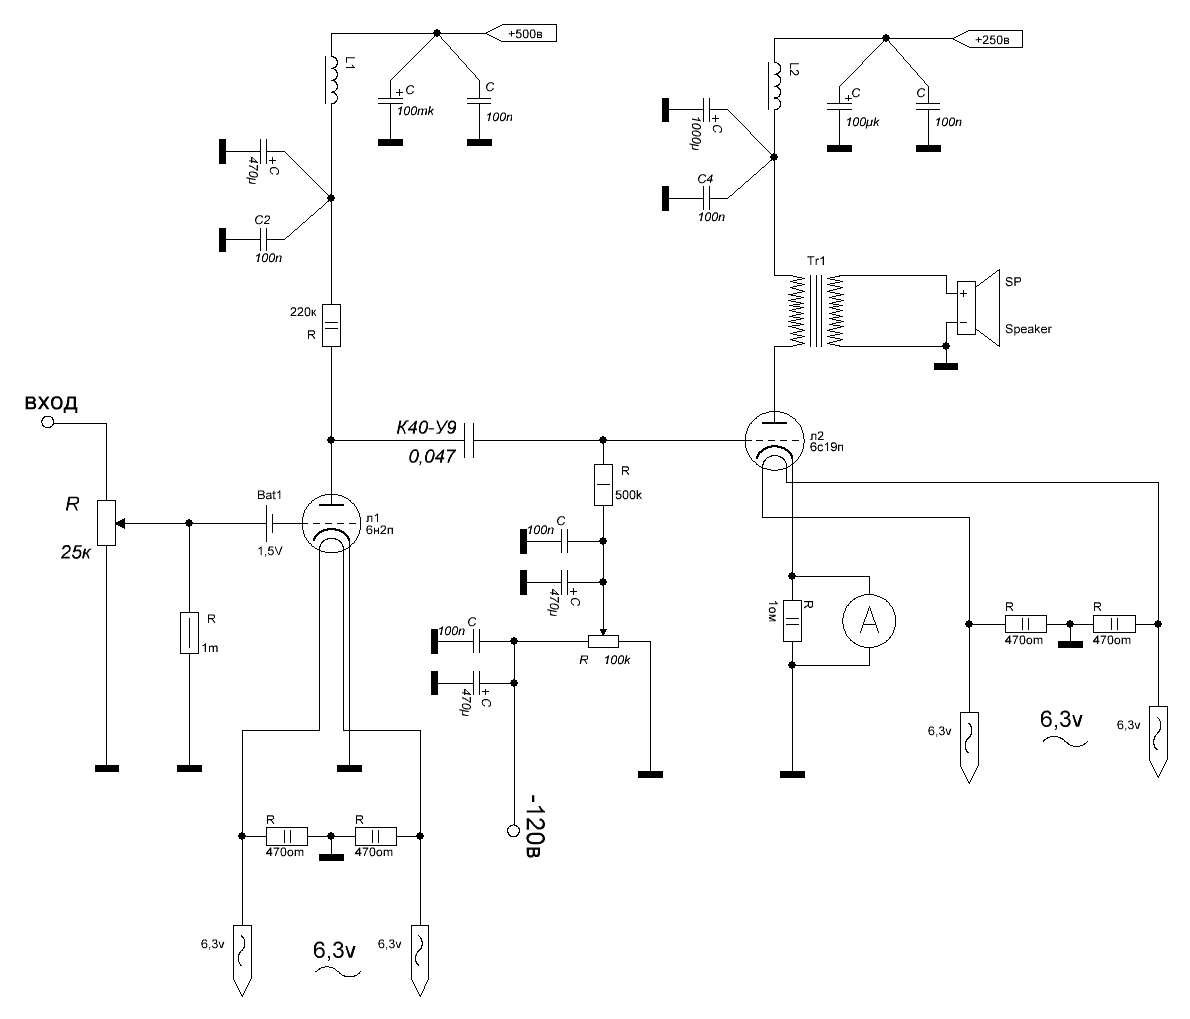 +500в
+250в
L1
L2
+ C
100mk
C
100n
+ C
100µk
C
100n
+ C
470µ
C2
100n
+ C
1000µ
C4
100n
220к
R
Tr1
SP
Speaker
+
−
вход
R
25к
Bat1
1,5V
л1
6н2п
К40-У9
0,047
л2
6с19п
R
500k
C
100n
+ C
470µ
R
1m
C
100n
+ C
470µ
R 100k
-120в
R
1ом
A
R
470om
R
470om
6,3v
6,3v
6,3v
R
470om
R
470om
6,3v
6,3v
6,3v